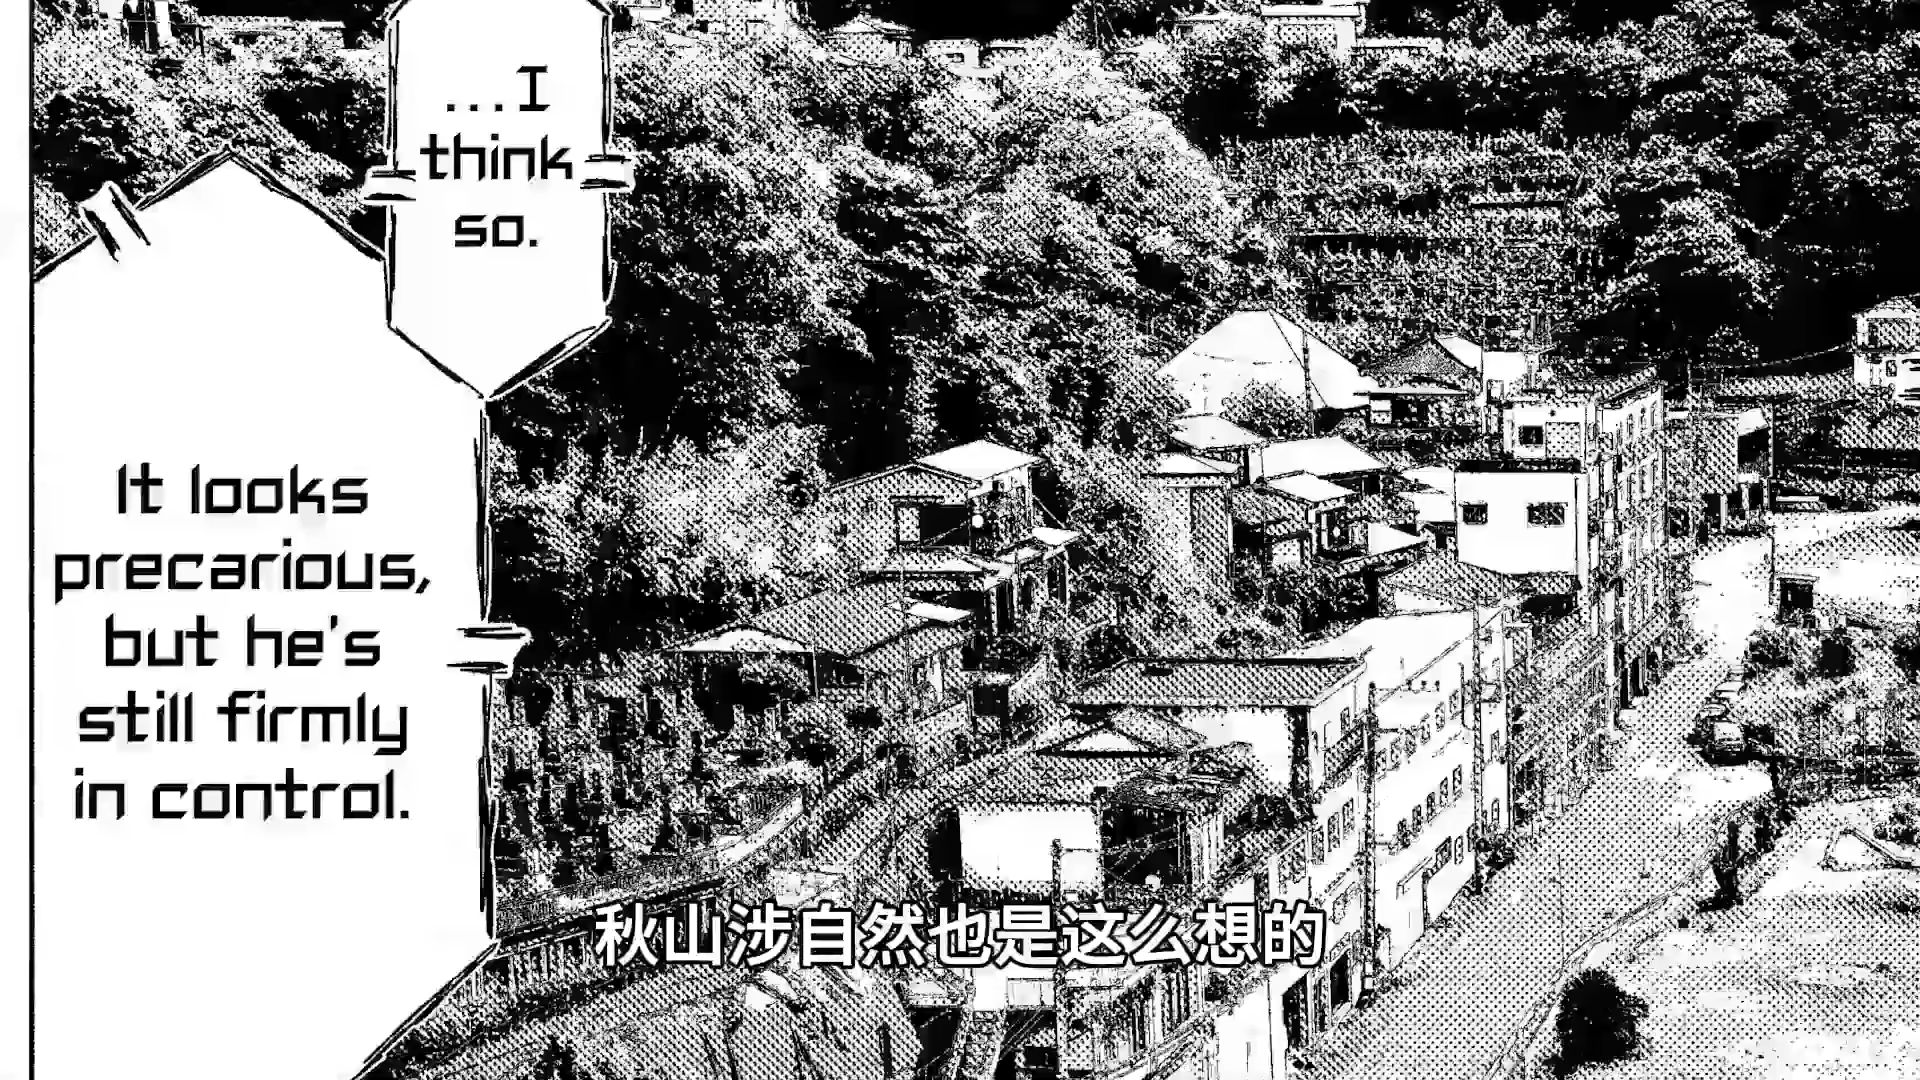 ...I
think
so.
It looks
precarious,
but he's
still firmly
in control.
秋山涉自然也是这么想的